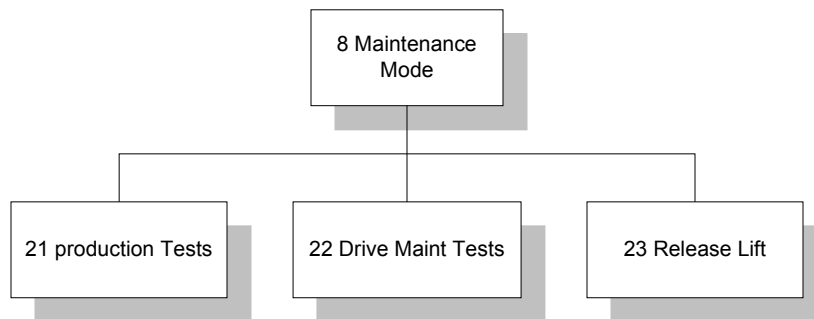 8 Maintenance
Mode
21 production Tests
22 Drive Maint Tests
23 Release Lift